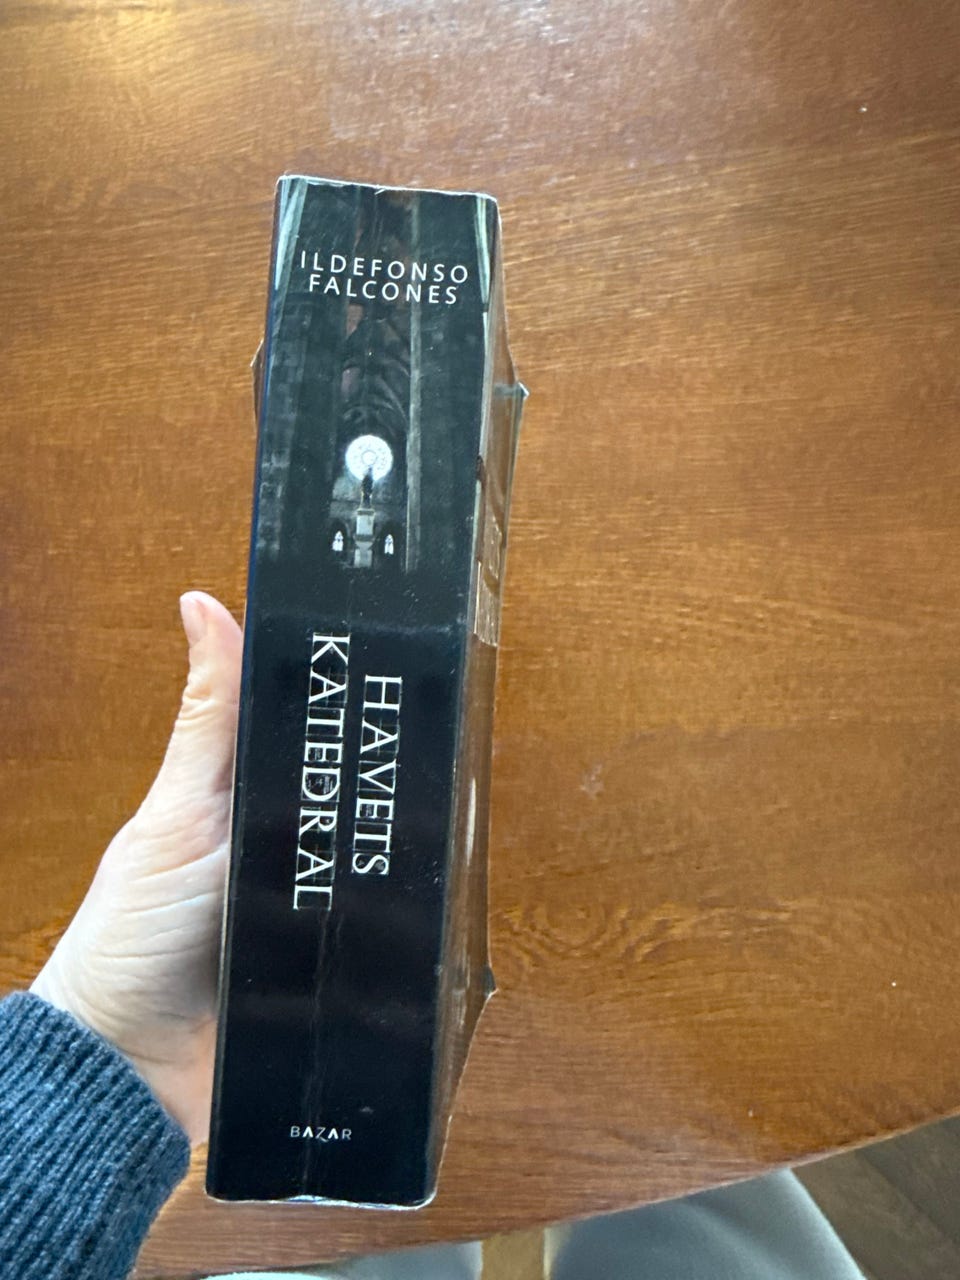 ILDEFONSO
FALCONES
HAVETS
KATEDRAL
BAZAR